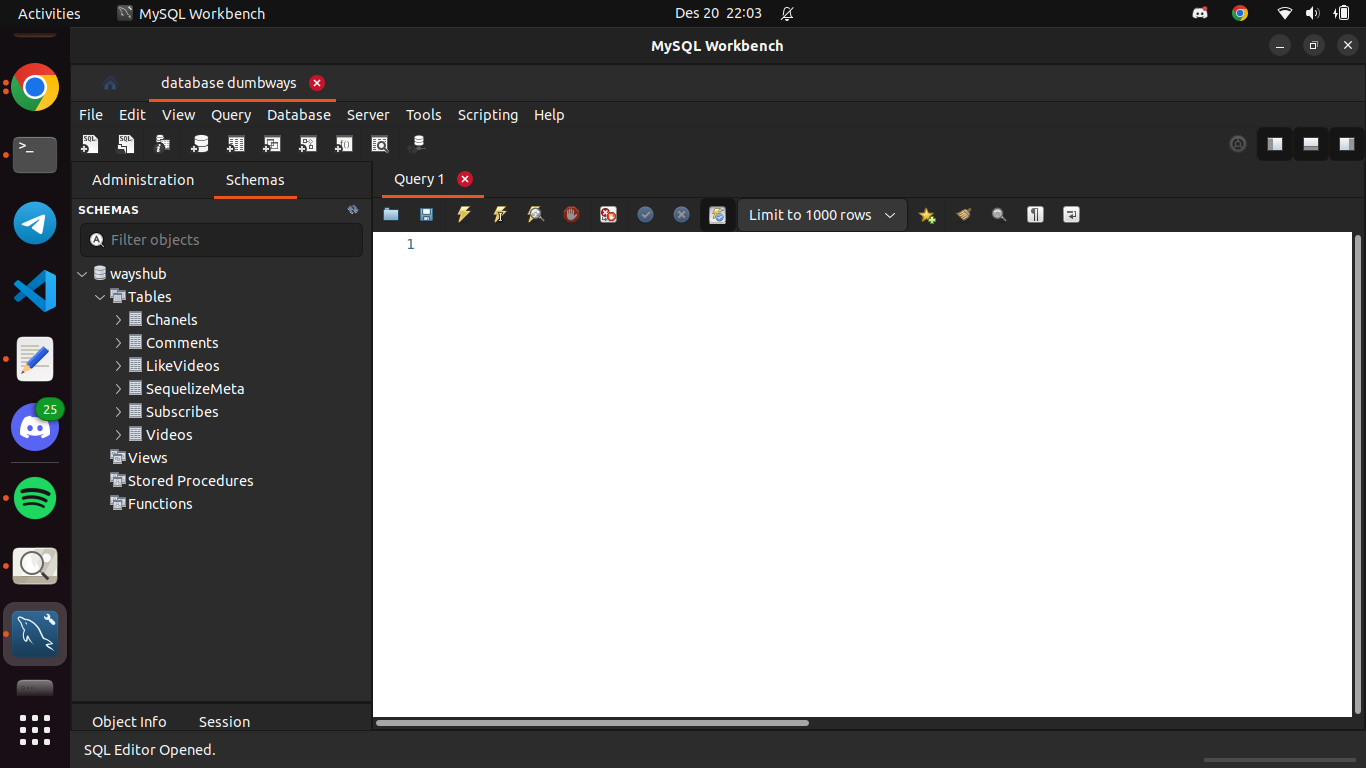 Activities MySQL Workbench Des 20 22:03
MySQL Workbench
database dumbways
File Edit View Query Database Server Tools Scripting Help
Administration Schemas
Query 1
SCHEMAS
Limit to 1000 rows
Filter objects
1
wayshub
Tables
Chanels
Comments
LikeVideos
SequelizeMeta
Subscribes
Videos
Views
Stored Procedures
Functions
25
Object Info Session
SQL Editor Opened.